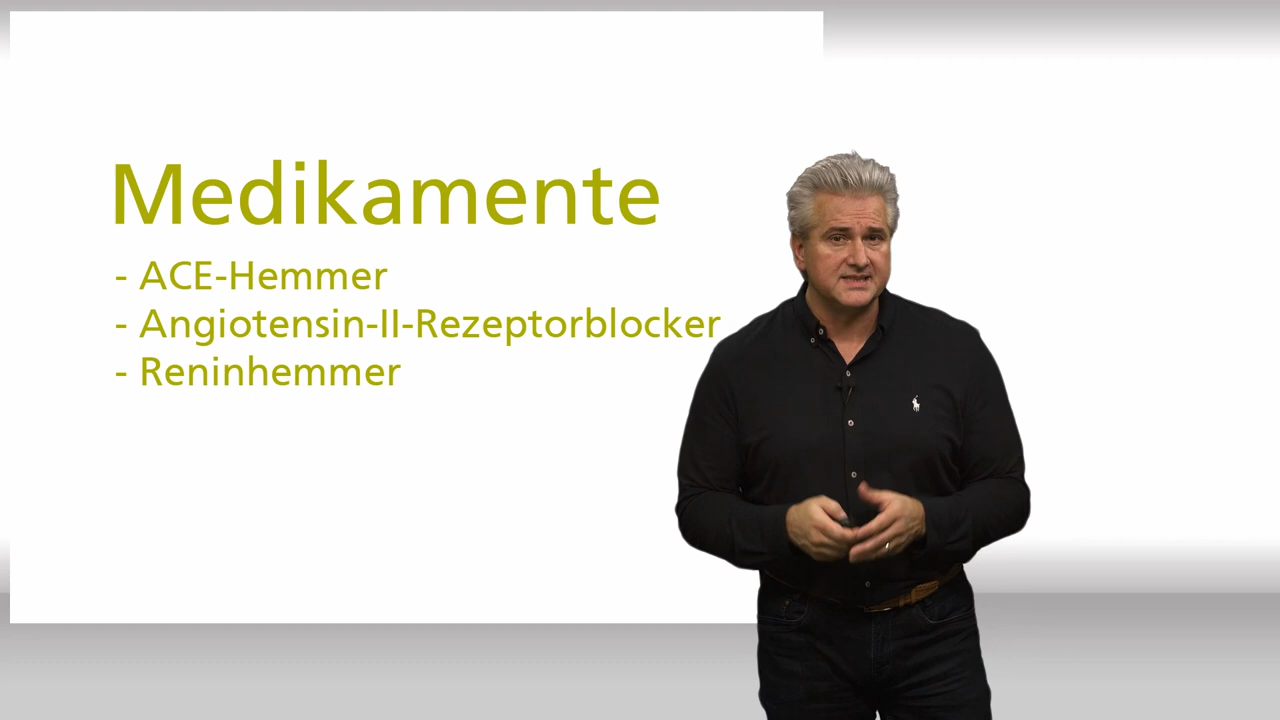 Medikamente
- ACE-Hemmer
- Angiotensin-II-Rezeptorblocker
- Reninhemmer